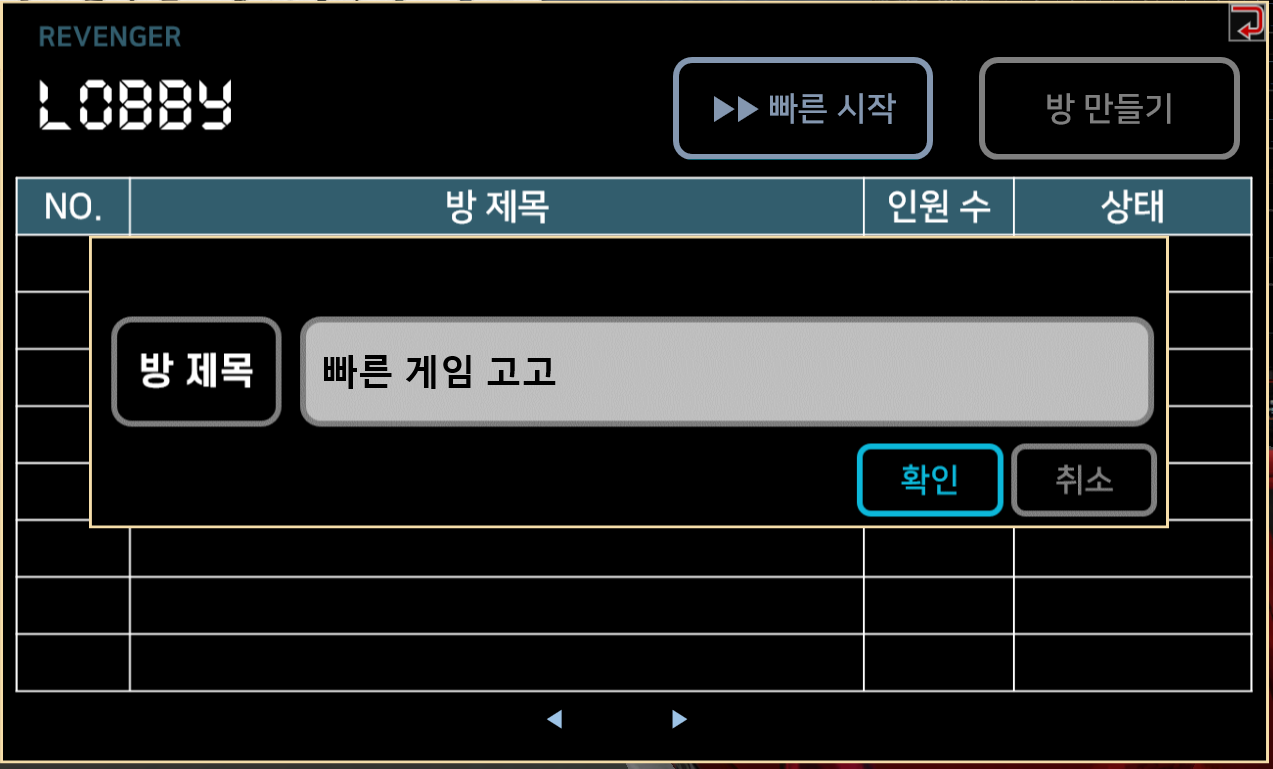 REVENGER
LOBBY
▶▶ 빠른 시작
방 만들기
NO. 방 제목 인원 수 상태
방 제목 빠른 게임 고고
확인 취소